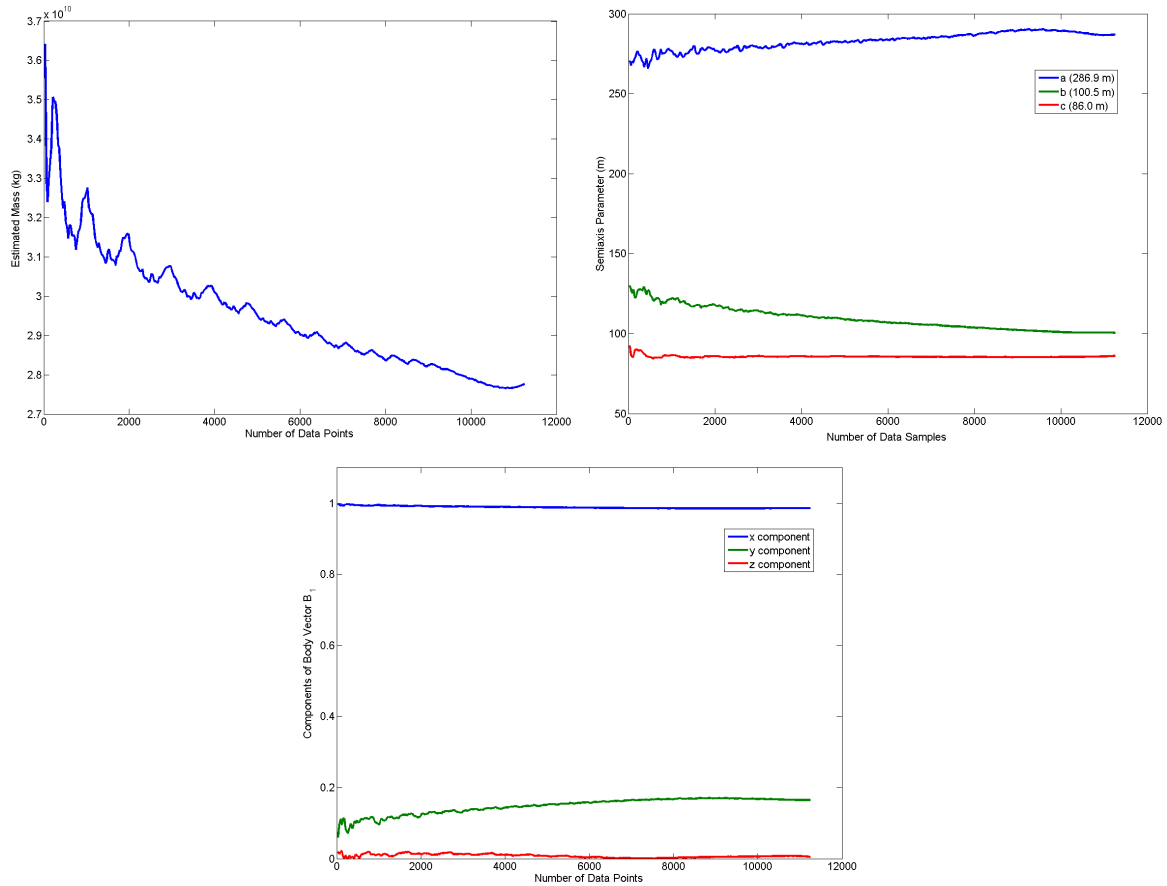 x 10^10
3.7
3.6
3.5
3.4
3.3
3.2
3.1
3
2.9
2.8
2.7
0 2000 4000 6000 8000 10000 12000
Estimated Mass (kg)
Number of Data Points
300
250
200
150
100
50
0 2000 4000 6000 8000 10000 12000
Semiaxis Parameter (m)
Number of Data Samples
a (286.9 m)
b (100.5 m)
c (86.0 m)
1
0.8
0.6
0.4
0.2
0
0 2000 4000 6000 8000 10000 12000
Components of Body Vector B_1
Number of Data Points
x component
y component
z component